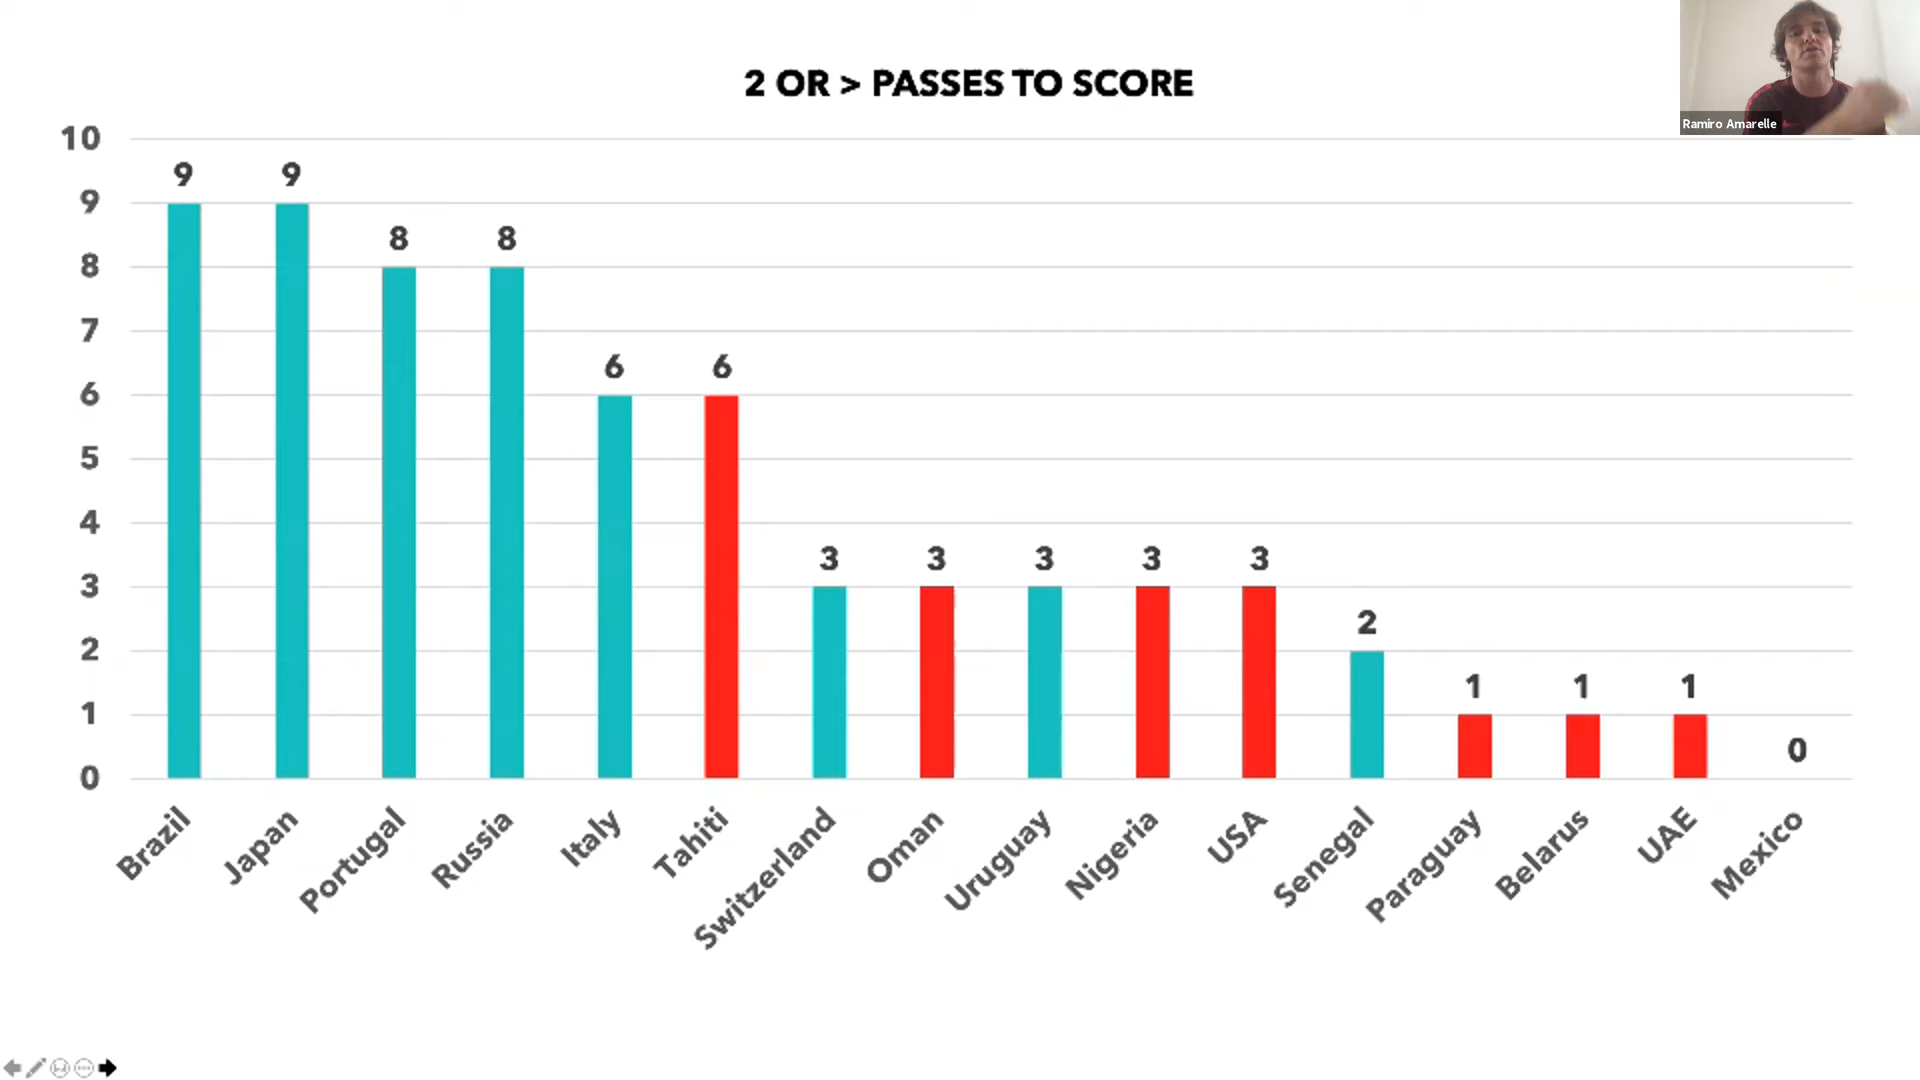 2 OR > PASSES TO SCORE
Ramiro Amarelle
10
9
8
7
6
5
4
3
2
1
0
9
9
8
8
6
6
3
3
3
3
3
2
1
1
1
0
Brazil
Japan
Portugal
Russia
Italy
Tahiti
Switzerland
Oman
Uruguay
Nigeria
USA
Senegal
Paraguay
Belarus
UAE
Mexico